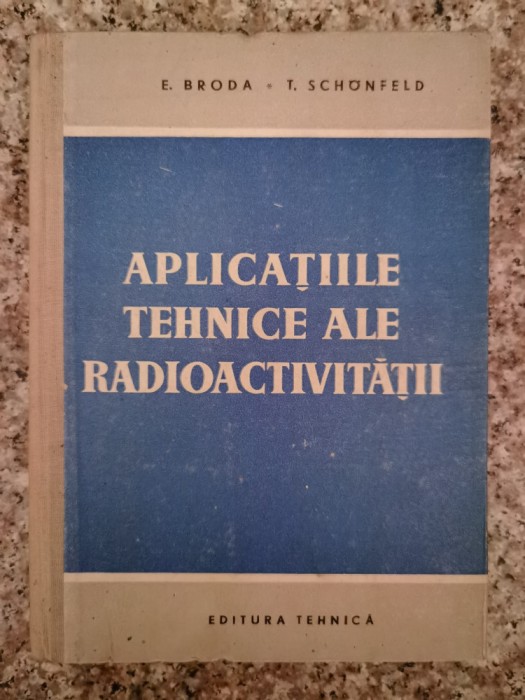 E. BRODA • T. SCHÖNFELD
APLICAȚIILE
TEHNICE ALE
RADIOACTIVITĂȚII
EDITURA TEHNICĂ